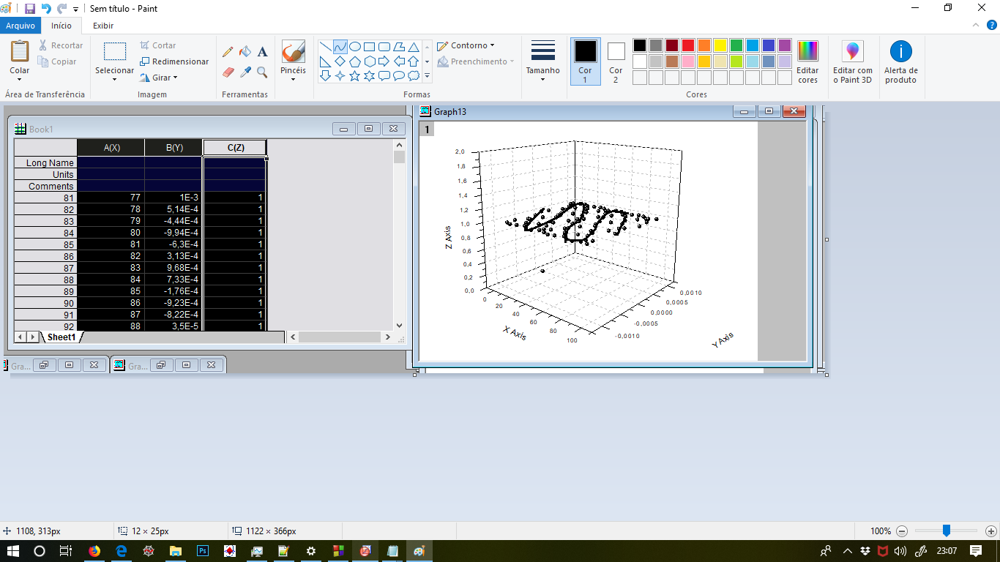 Sem título - Paint
Arquivo Início Exibir
Colar
Recortar
Copiar
Área de Transferência
Selecionar
Cortar
Redimensionar
Girar
Imagem
A
Ferramentas
Pincéis
Contorno
Preenchimento
Formas
Tamanho
Cor 1
Cor 2
Editar cores
Cores
Editar com o Paint 3D
Alerta de produto
Book1
A(X) B(Y) C(Z)
Long Name
Units
Comments
81 77 1E-3 1
82 78 5,14E-4 1
83 79 -4,44E-4 1
84 80 -9,94E-4 1
85 81 -6,3E-4 1
86 82 3,13E-4 1
87 83 9,68E-4 1
88 84 7,33E-4 1
89 85 -1,76E-4 1
90 86 -9,23E-4 1
91 87 -8,22E-4 1
92 88 3,5E-5 1
Sheet1
Gra... Gra...
Graph13
1
2,0
1,8
1,6
1,4
1,2
1,0
0,8
0,6
0,4
0,2
0,0
Z Axis
0
20
40
60
80
100
X Axis
0,0010
0,0005
0,0000
-0,0005
-0,0010
Y Axis
1108, 313px 12 × 25px 1122 × 366px 100%
Ps
23:07